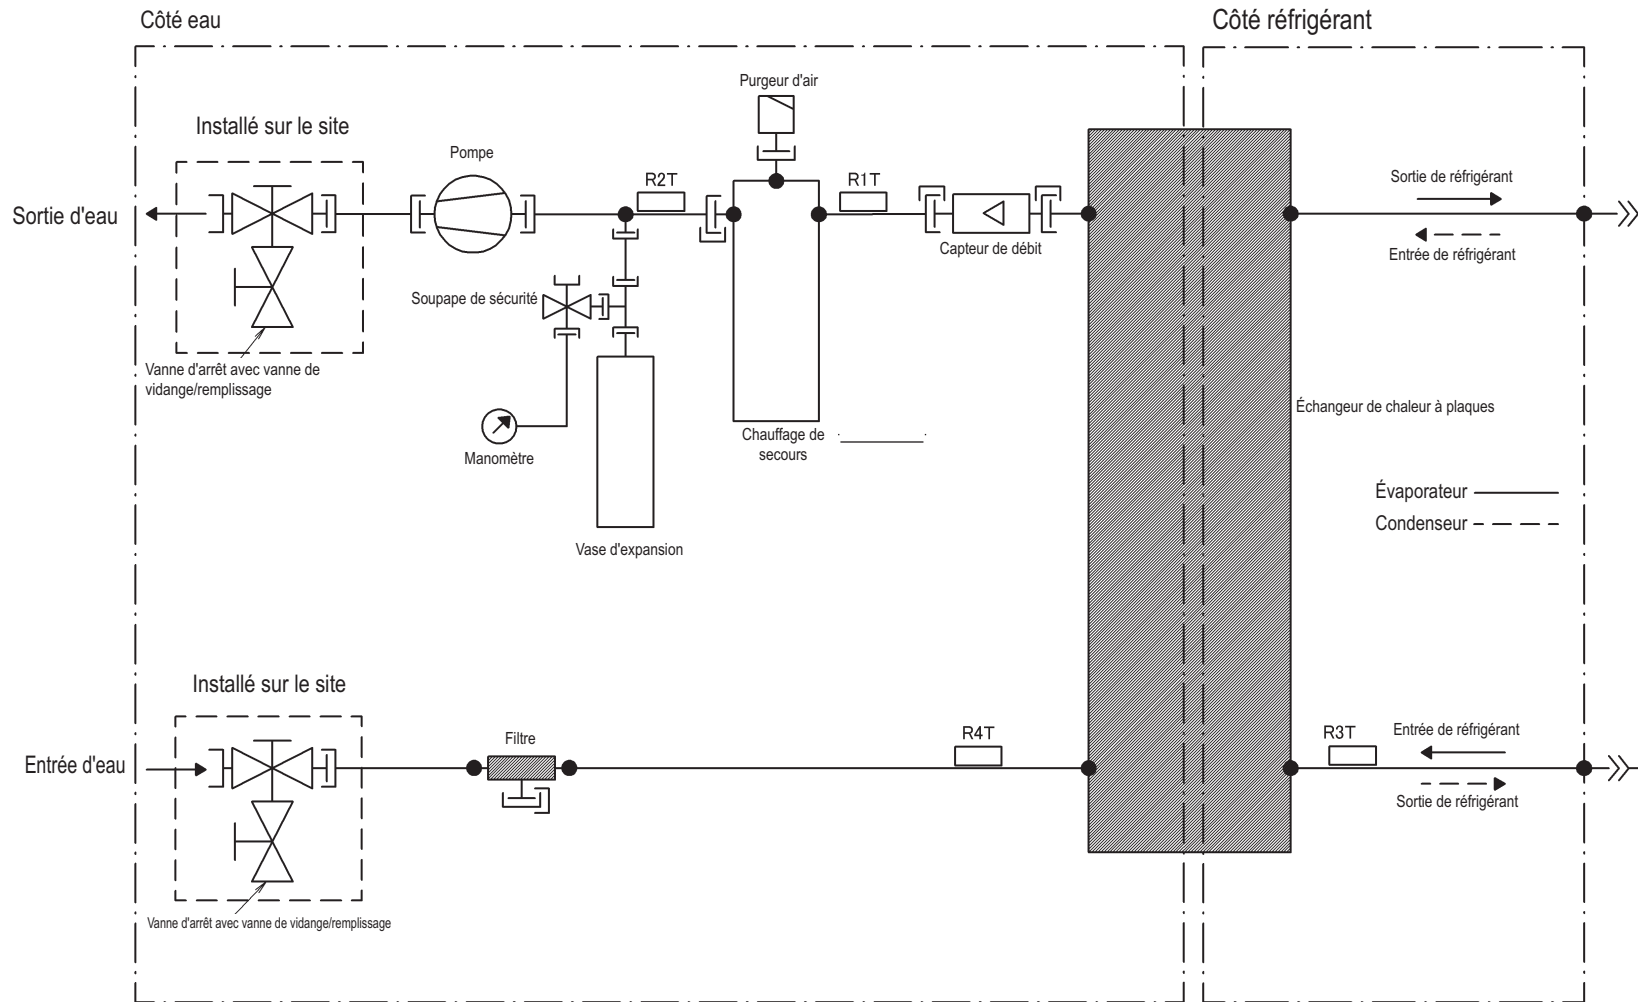 Côté eau
Côté réfrigérant
Purgeur d'air
Installé sur le site
Pompe
R2T
R1T
Sortie de réfrigérant
Sortie d'eau
Capteur de débit
Entrée de réfrigérant
Soupape de sécurité
Vanne d'arrêt avec vanne de
vidange/remplissage
Échangeur de chaleur à plaques
Chauffage de
secours
Manomètre
Évaporateur
Condenseur
Vase d'expansion
Installé sur le site
Filtre
R4T
R3T
Entrée de réfrigérant
Entrée d'eau
Sortie de réfrigérant
Vanne d'arrêt avec vanne de vidange/remplissage